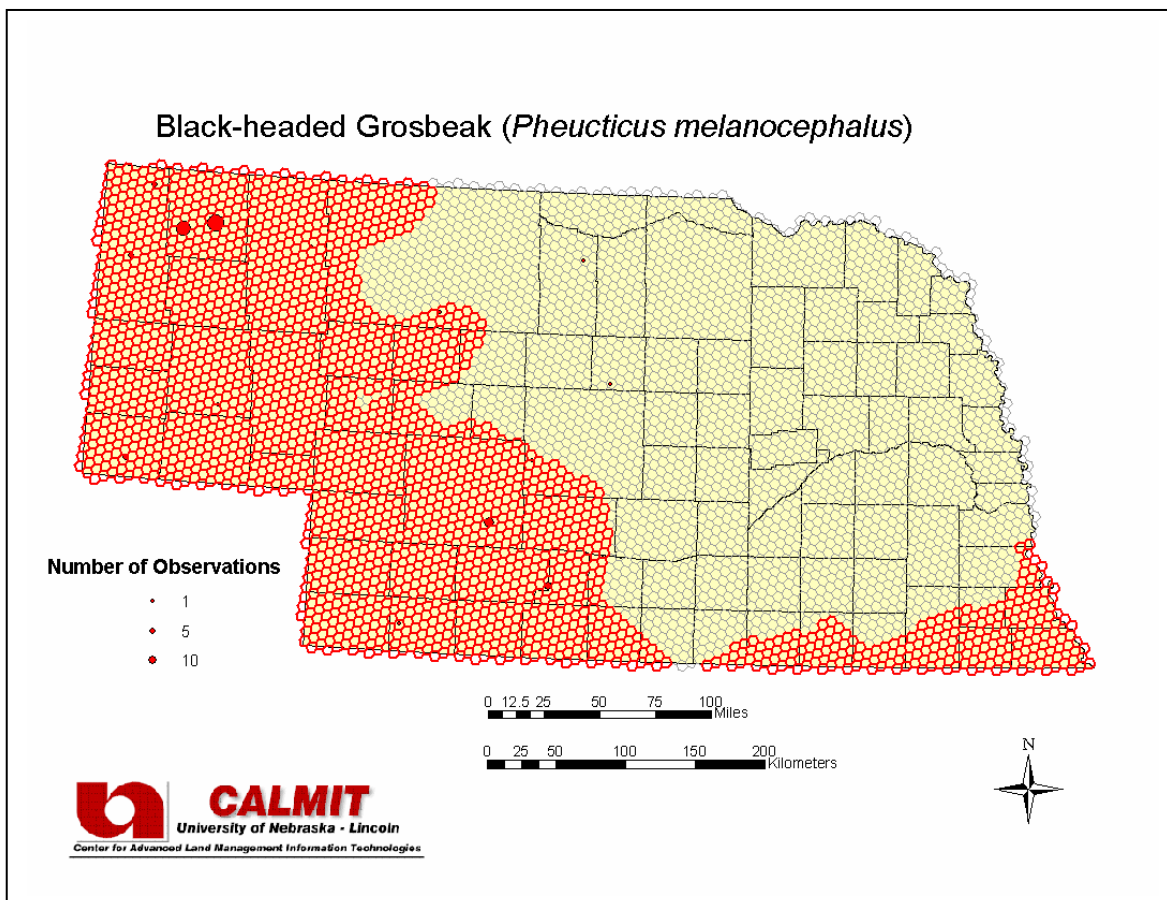 Black-headed Grosbeak (Pheucticus melanocephalus)
Number of Observations
1
5
10
0 12.5 25 50 75 100
Miles
0 25 50 100 150 200
Kilometers
N
CALMIT
University of Nebraska - Lincoln
Center for Advanced Land Management Information Technologies